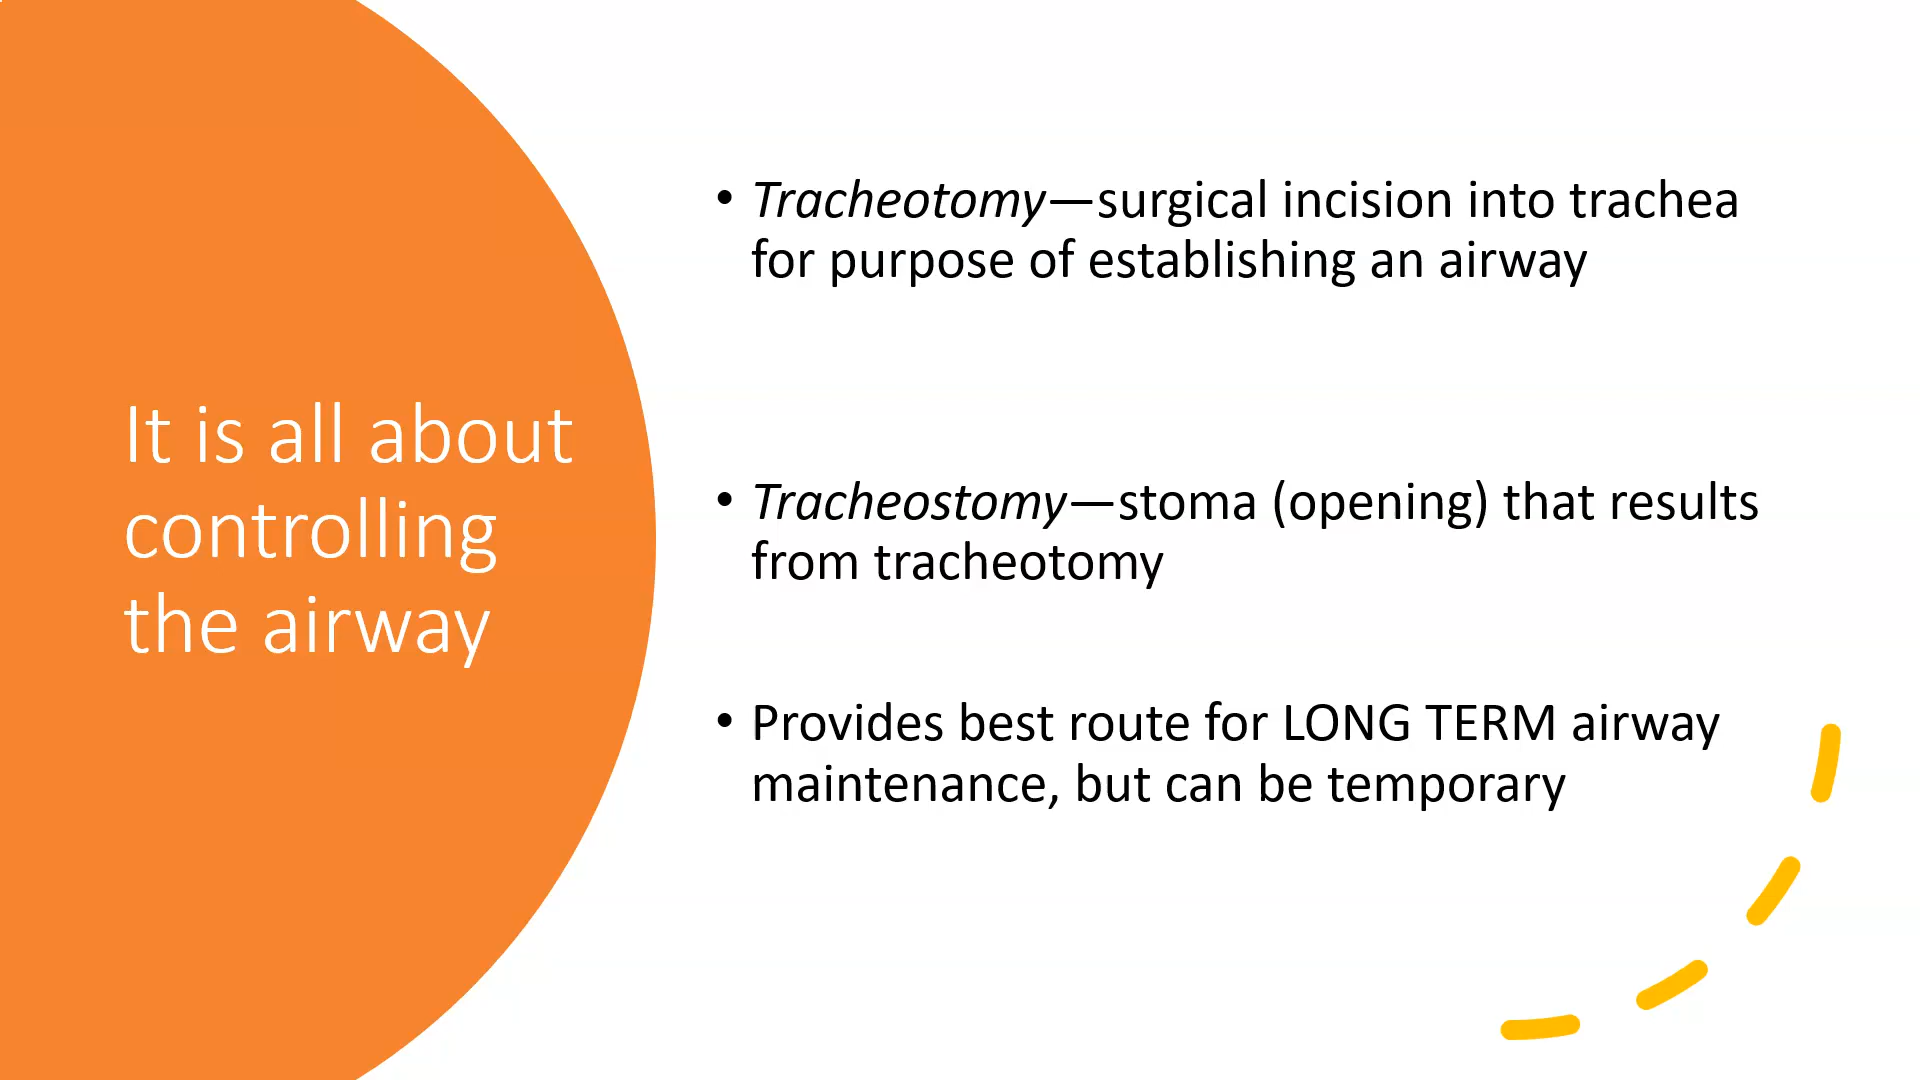 It is all about
controlling
the airway
• Tracheotomy—surgical incision into trachea
for purpose of establishing an airway
• Tracheostomy—stoma (opening) that results
from tracheotomy
• Provides best route for LONG TERM airway
maintenance, but can be temporary